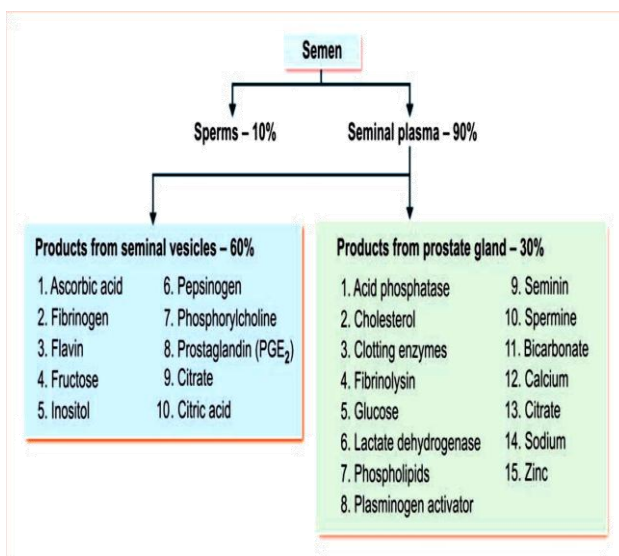 Semen
Sperms – 10%
Seminal plasma – 90%
Products from seminal vesicles – 60%
1. Ascorbic acid
2. Fibrinogen
3. Flavin
4. Fructose
5. Inositol
6. Pepsinogen
7. Phosphorylcholine
8. Prostaglandin (PGE₂)
9. Citrate
10. Citric acid
Products from prostate gland – 30%
1. Acid phosphatase
2. Cholesterol
3. Clotting enzymes
4. Fibrinolysin
5. Glucose
6. Lactate dehydrogenase
7. Phospholipids
8. Plasminogen activator
9. Seminin
10. Spermine
11. Bicarbonate
12. Calcium
13. Citrate
14. Sodium
15. Zinc